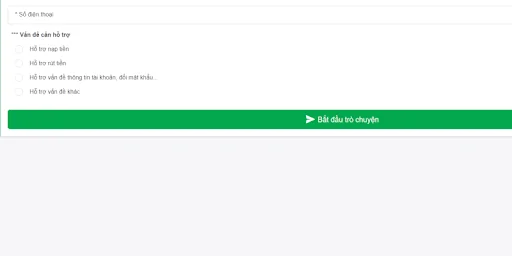 * Số điện thoại
*** Vấn đề cần hỗ trợ
Hỗ trợ nạp tiền
Hỗ trợ rút tiền
Hỗ trợ vấn đề thông tin tài khoản, đổi mật khẩu...
Hỗ trợ vấn đề khác
Bắt đầu trò chuyện